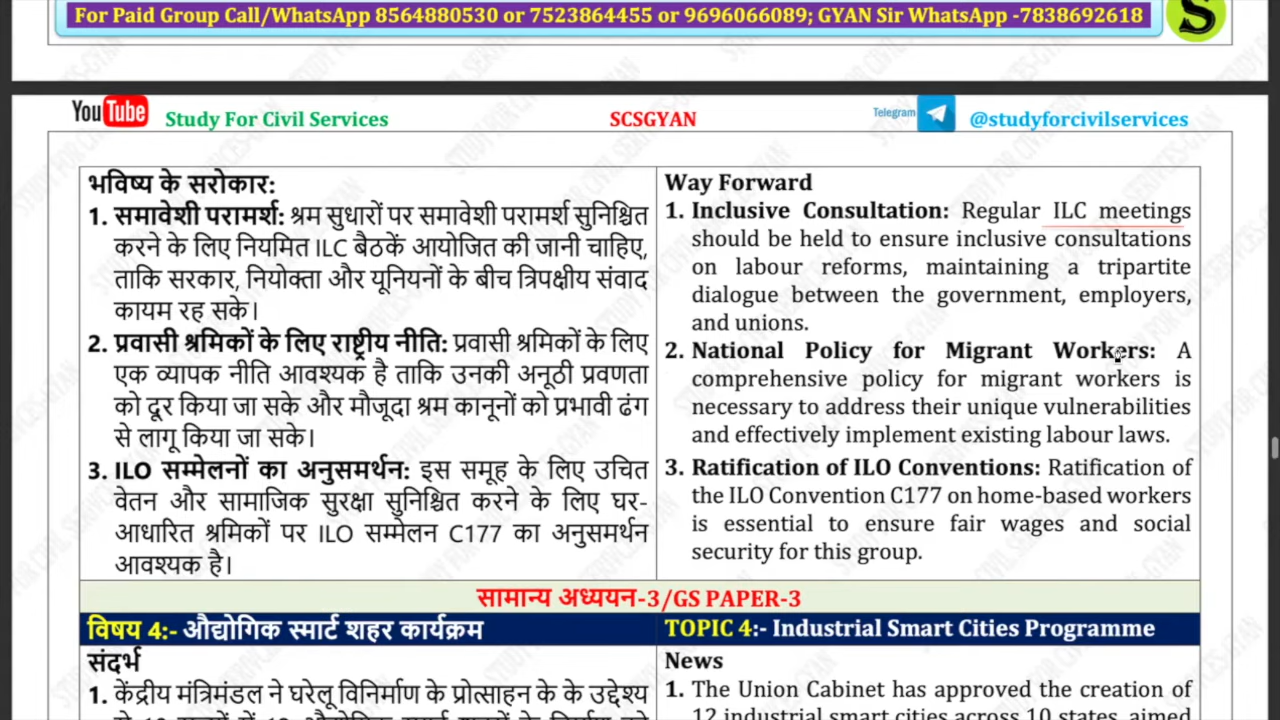 For Paid Group Call/WhatsApp 8564880530 or 7523864455 or 9696066089; GYAN Sir WhatsApp -7838692618
S
YouTube Study For Civil Services
SCSGYAN
Telegram @studyforcivilservices
भविष्य के सरोकार:
1. समावेशी परामर्श: श्रम सुधारों पर समावेशी परामर्श सुनिश्चित
करने के लिए नियमित ILC बैठकें आयोजित की जानी चाहिए,
ताकि सरकार, नियोक्ता और यूनियनों के बीच त्रिपक्षीय संवाद
कायम रह सके।
2. प्रवासी श्रमिकों के लिए राष्ट्रीय नीति: प्रवासी श्रमिकों के लिए
एक व्यापक नीति आवश्यक है ताकि उनकी अनूठी प्रवणता
को दूर किया जा सके और मौजूदा श्रम कानूनों को प्रभावी ढंग
से लागू किया जा सके।
3. ILO सम्मेलनों का अनुसमर्थन: इस समूह के लिए उचित
वेतन और सामाजिक सुरक्षा सुनिश्चित करने के लिए घर-
आधारित श्रमिकों पर ILO सम्मेलन C177 का अनुसमर्थन
आवश्यक है।
Way Forward
1. Inclusive Consultation: Regular ILC meetings
should be held to ensure inclusive consultations
on labour reforms, maintaining a tripartite
dialogue between the government, employers,
and unions.
2. National Policy for Migrant Workers: A
comprehensive policy for migrant workers is
necessary to address their unique vulnerabilities
and effectively implement existing labour laws.
3. Ratification of ILO Conventions: Ratification of
the ILO Convention C177 on home-based workers
is essential to ensure fair wages and social
security for this group.
सामान्य अध्ययन-3/GS PAPER-3
विषय 4:- औद्योगिक स्मार्ट शहर कार्यक्रम
TOPIC 4:- Industrial Smart Cities Programme
संदर्भ
1. केंद्रीय मंत्रिमंडल ने घरेलू विनिर्माण के प्रोत्साहन के के उद्देश्य
News
1. The Union Cabinet has approved the creation of
12 industrial smart cities across 10 states, aimed